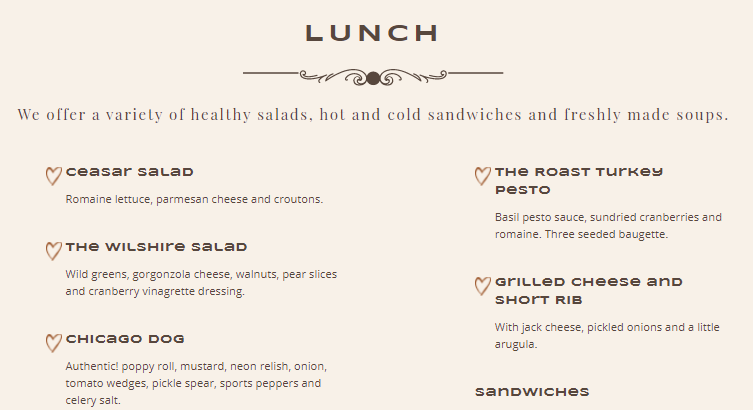 LUNCH
We offer a variety of healthy salads, hot and cold sandwiches and freshly made soups.
Ceasar Salad
Romaine lettuce, parmesan cheese and croutons.
The Wilshire Salad
Wild greens, gorgonzola cheese, walnuts, pear slices
and cranberry vinagrette dressing.
Chicago Dog
Authentic! poppy roll, mustard, neon relish, onion,
tomato wedges, pickle spear, sports peppers and
celery salt.
The Roast Turkey
Pesto
Basil pesto sauce, sundried cranberries and
romaine. Three seeded baugette.
Grilled Cheese and
Short Rib
With jack cheese, pickled onions and a little
arugula.
Sandwiches